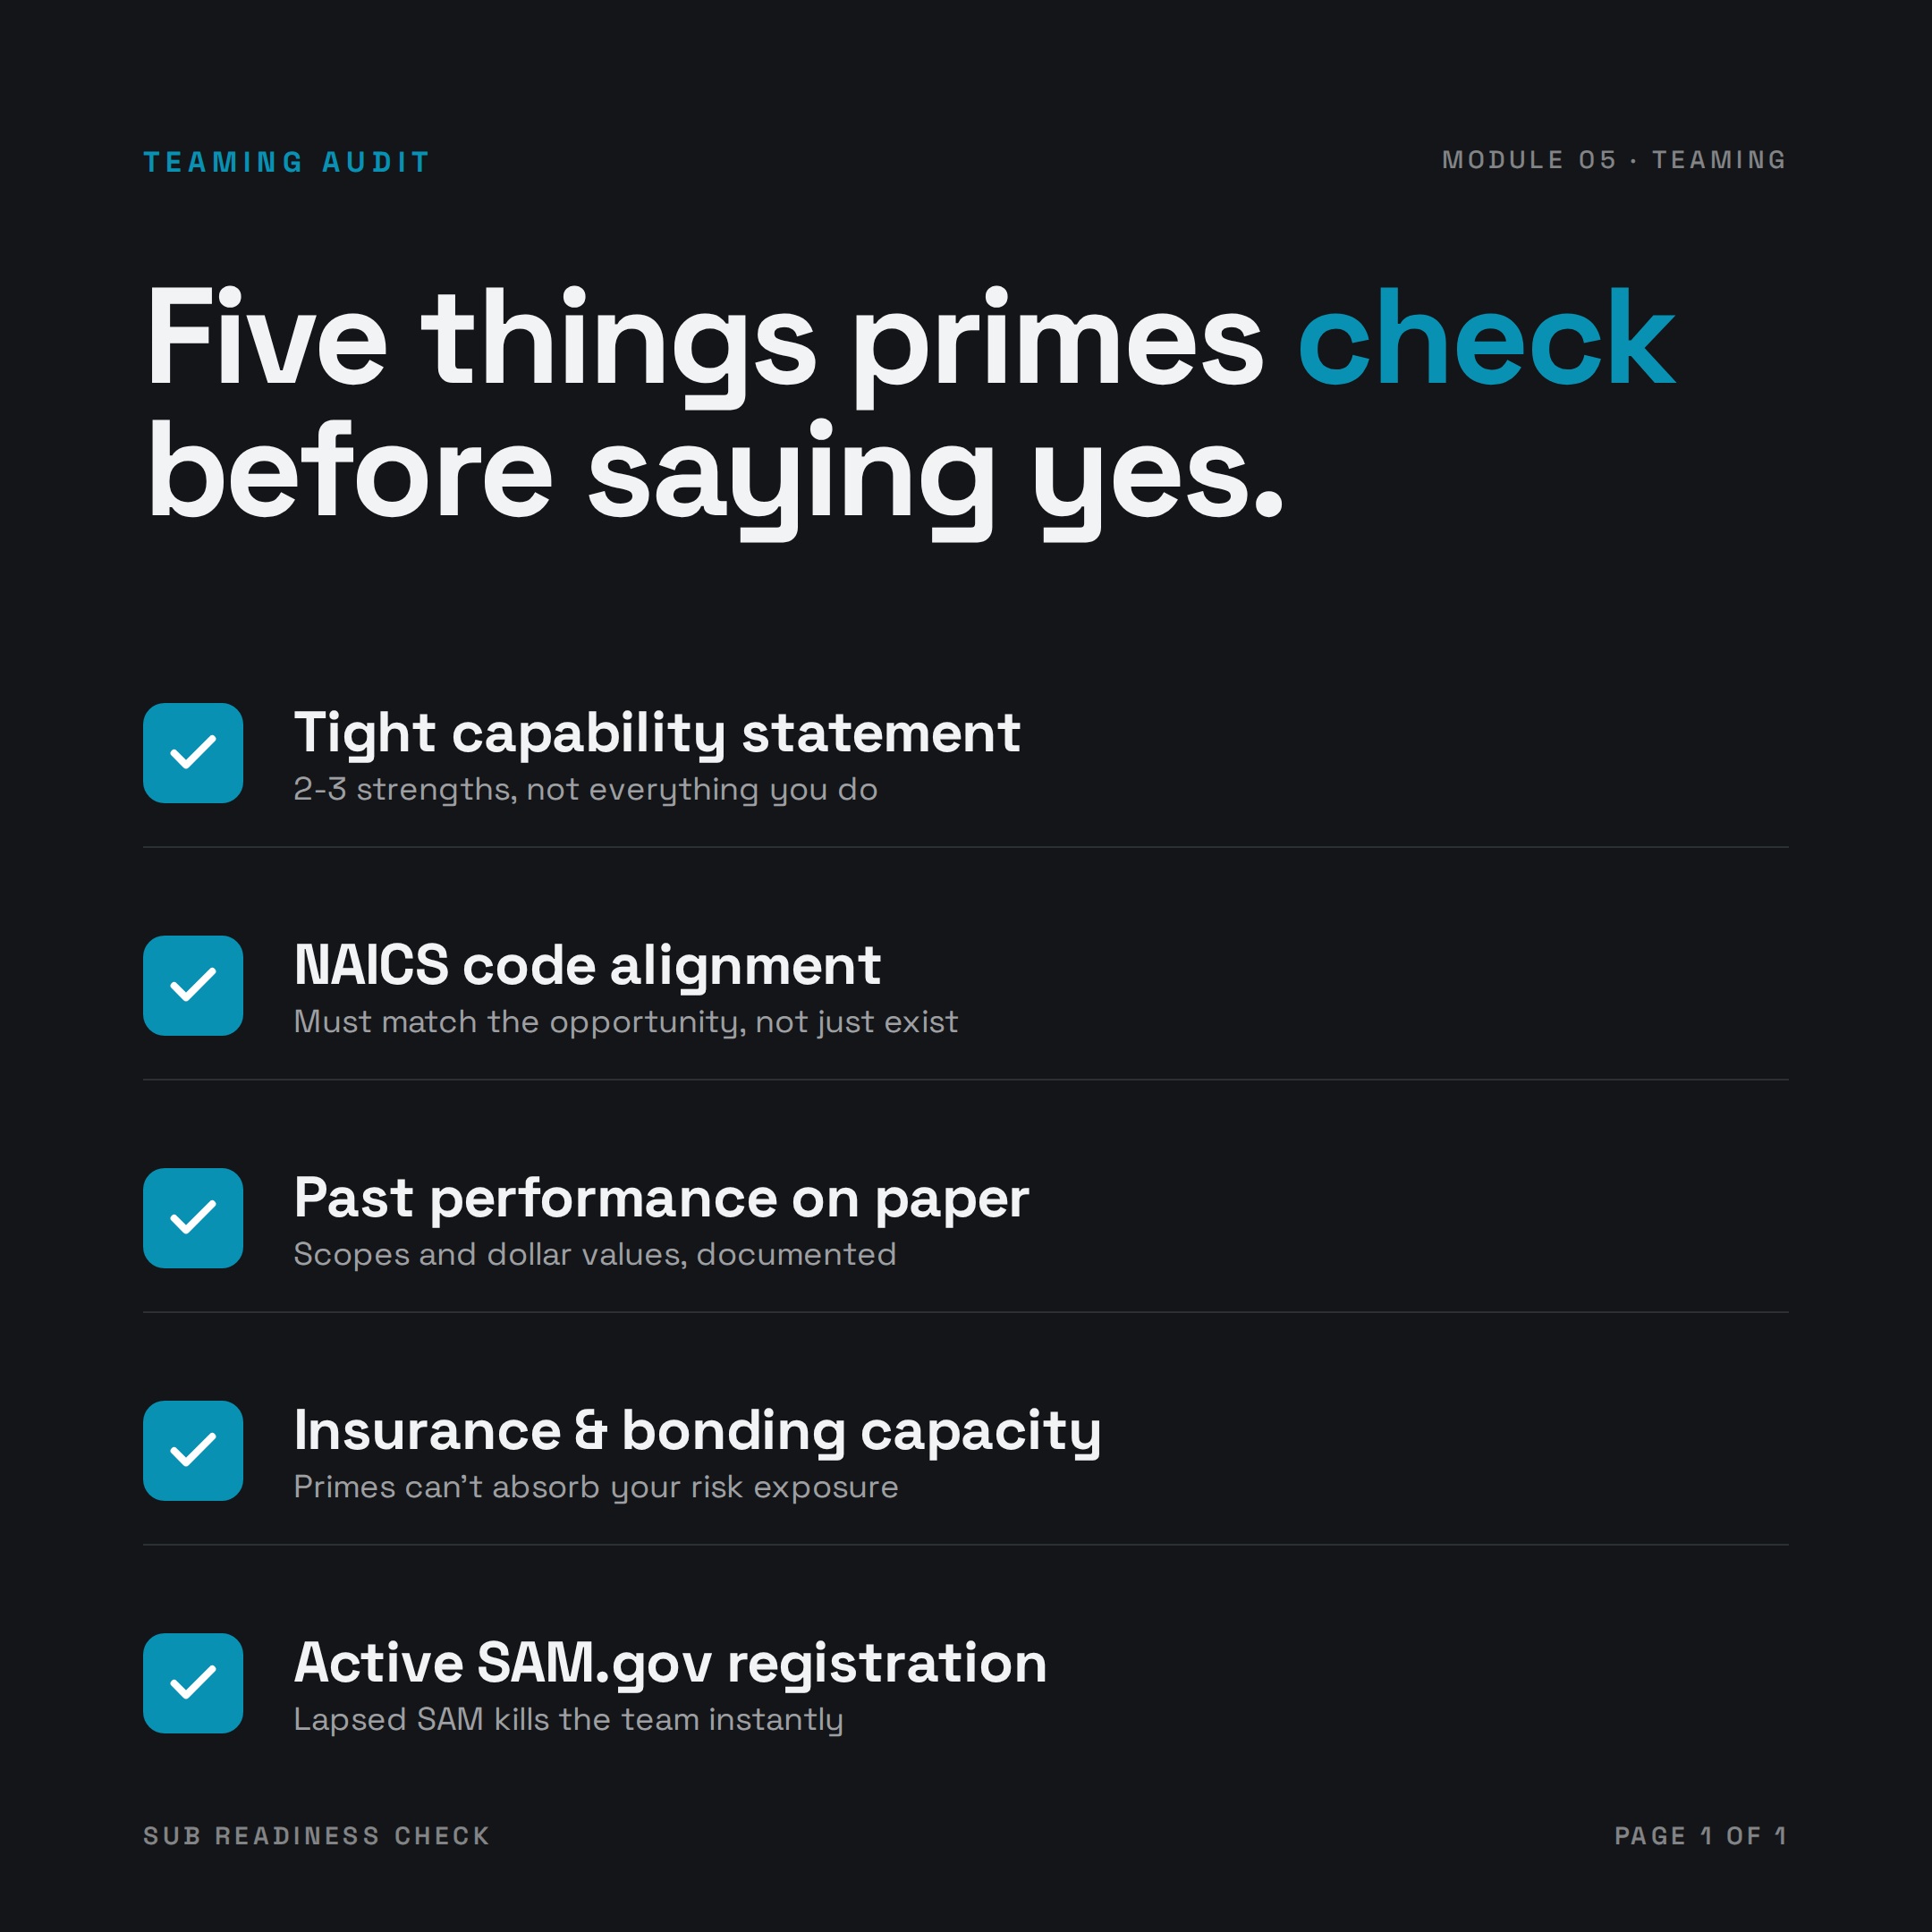 TEAMING AUDIT
MODULE 05 · TEAMING
Five things primes check
before saying yes.
Tight capability statement
2-3 strengths, not everything you do
NAICS code alignment
Must match the opportunity, not just exist
Past performance on paper
Scopes and dollar values, documented
Insurance & bonding capacity
Primes can’t absorb your risk exposure
Active SAM.gov registration
Lapsed SAM kills the team instantly
SUB READINESS CHECK
PAGE 1 OF 1